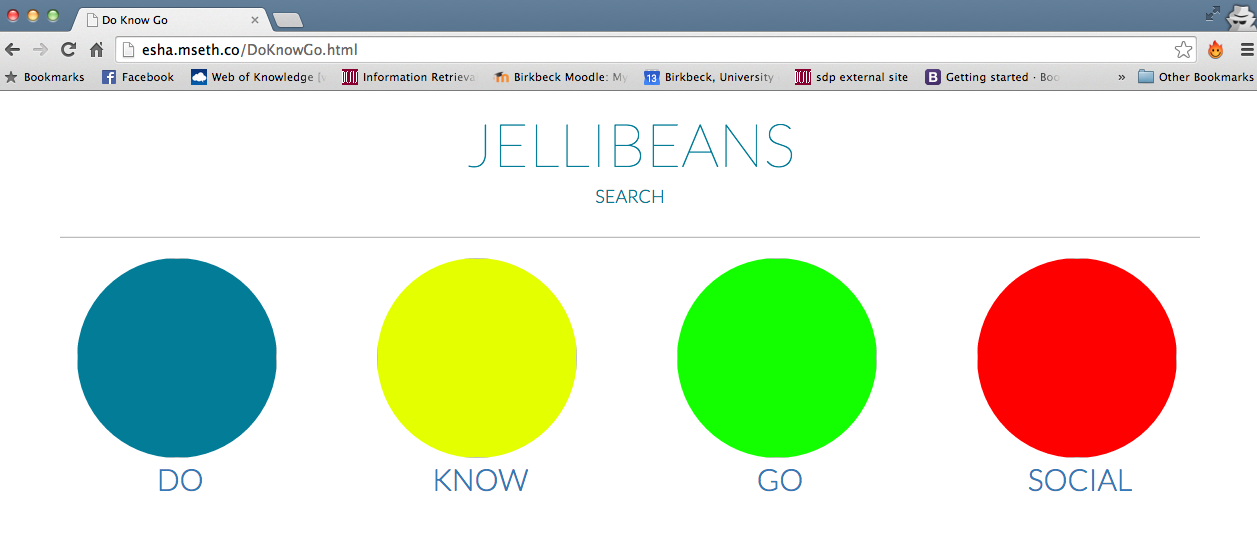 Do Know Go
esha.mseth.co/DoKnowGo.html
Bookmarks Facebook Web of Knowledge [v Information Retrieva Birkbeck Moodle: My Birkbeck, University sdp external site Getting started · Boo » Other Bookmarks
13
B
JELLIBEANS
SEARCH
DO KNOW GO SOCIAL